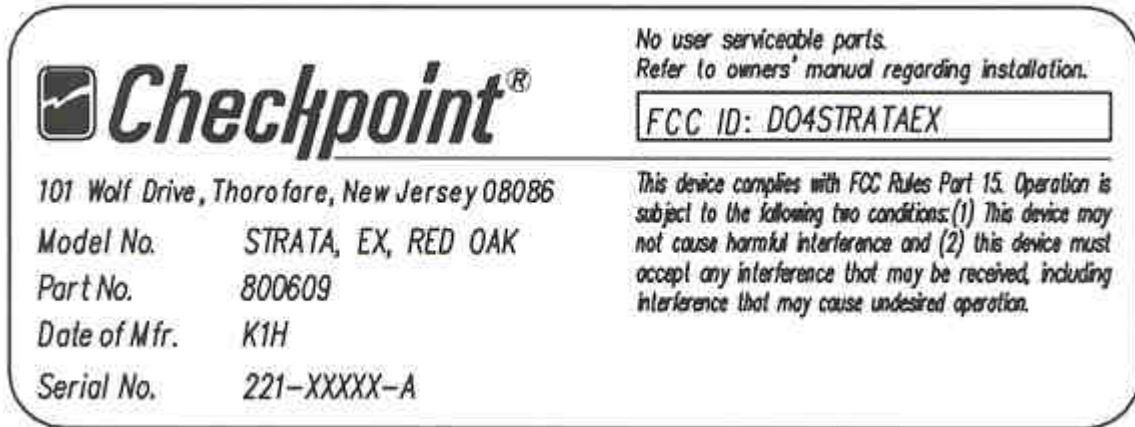 Checkpoint®
101 Wolf Drive, Thorofare, New Jersey 08086
Model No. STRATA, EX, RED OAK
Part No. 800609
Date of Mfr. K1H
Serial No. 221-XXXXX-A
No user serviceable parts.
Refer to owners' manual regarding installation.
FCC ID: DO4STRATAEX
This device complies with FCC Rules Part 15. Operation is
subject to the following two conditions:(1) This device may
not cause harmful interference and (2) this device must
accept any interference that may be received, including
interference that may cause undesired operation.